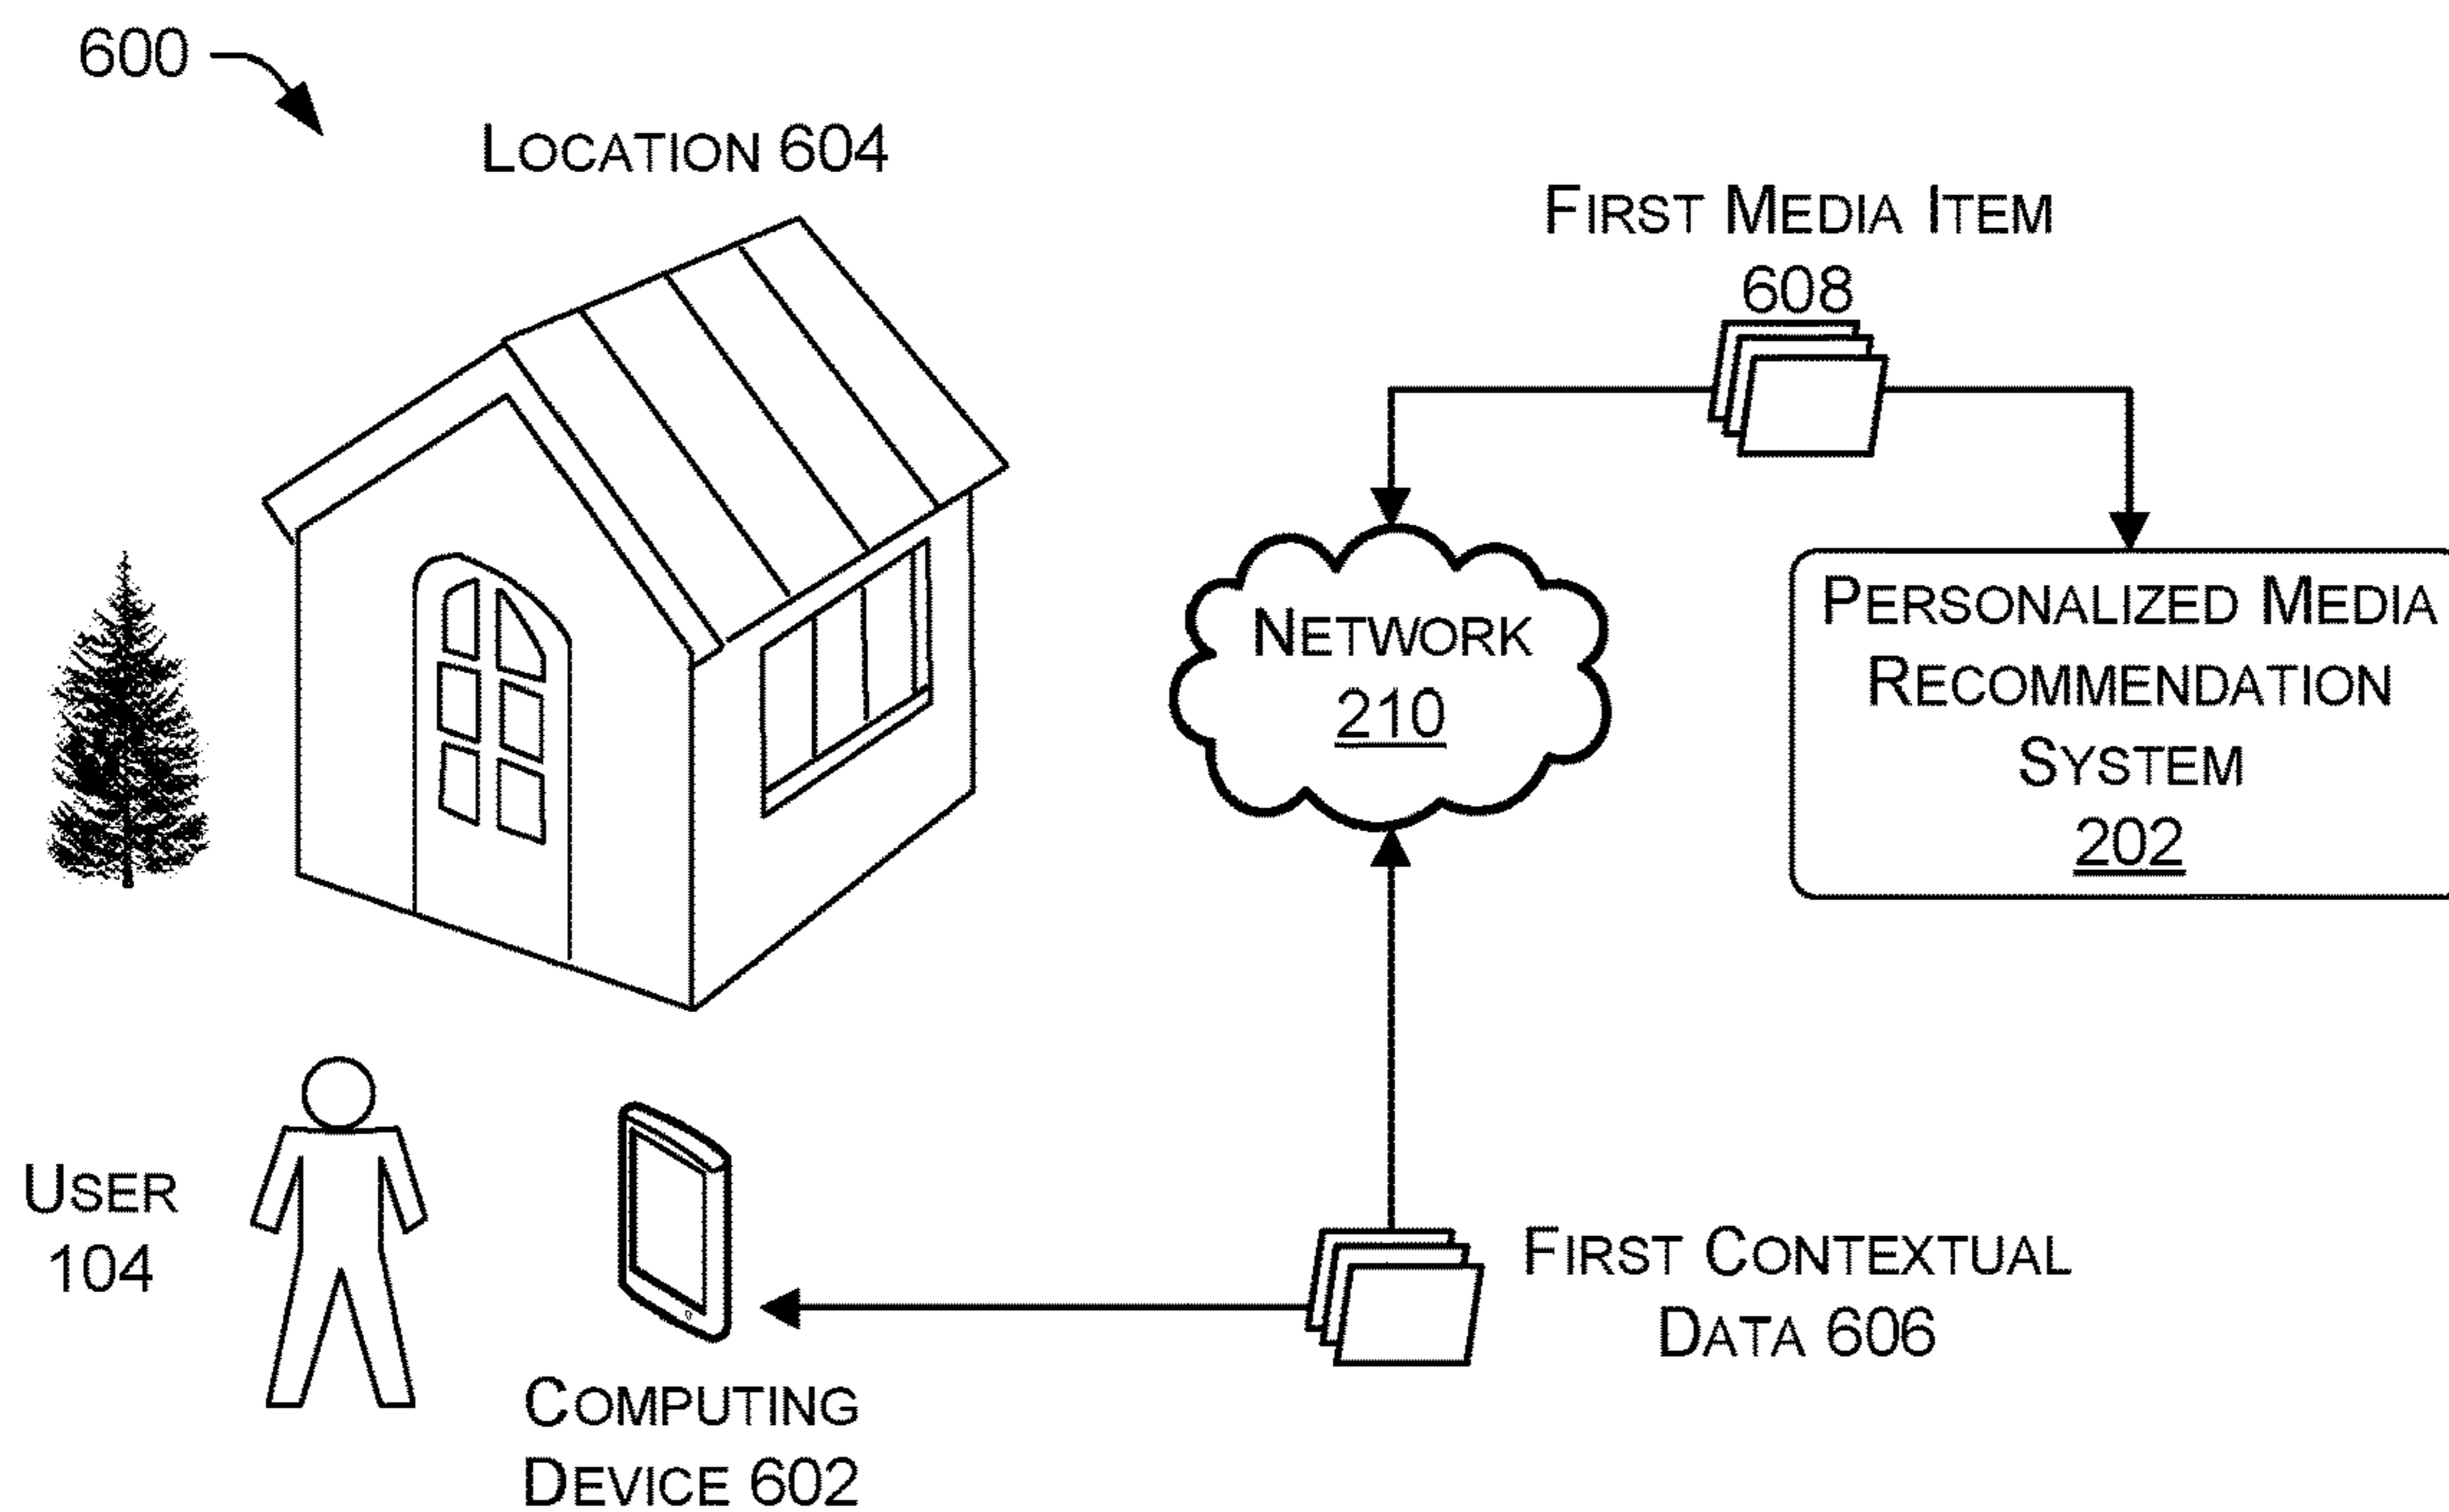 600
LOCATION 604
FIRST MEDIA ITEM
608
NETWORK
210
PERSONALIZED MEDIA
RECOMMENDATION
SYSTEM
202
USER
104
COMPUTING
DEVICE 602
FIRST CONTEXTUAL
DATA 606